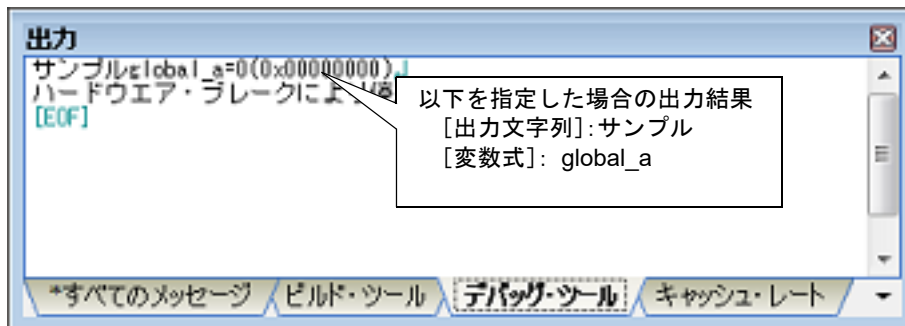 出力
サンプルglobal_a=0(0x00000000)↓
ハードウエア・ブレークによ
[EOF]
以下を指定した場合の出力結果
[出力文字列]:サンプル
[変数式]: global_a
*すべてのメッセージ ビルド・ツール デバッグ・ツール キャッシュ・レート